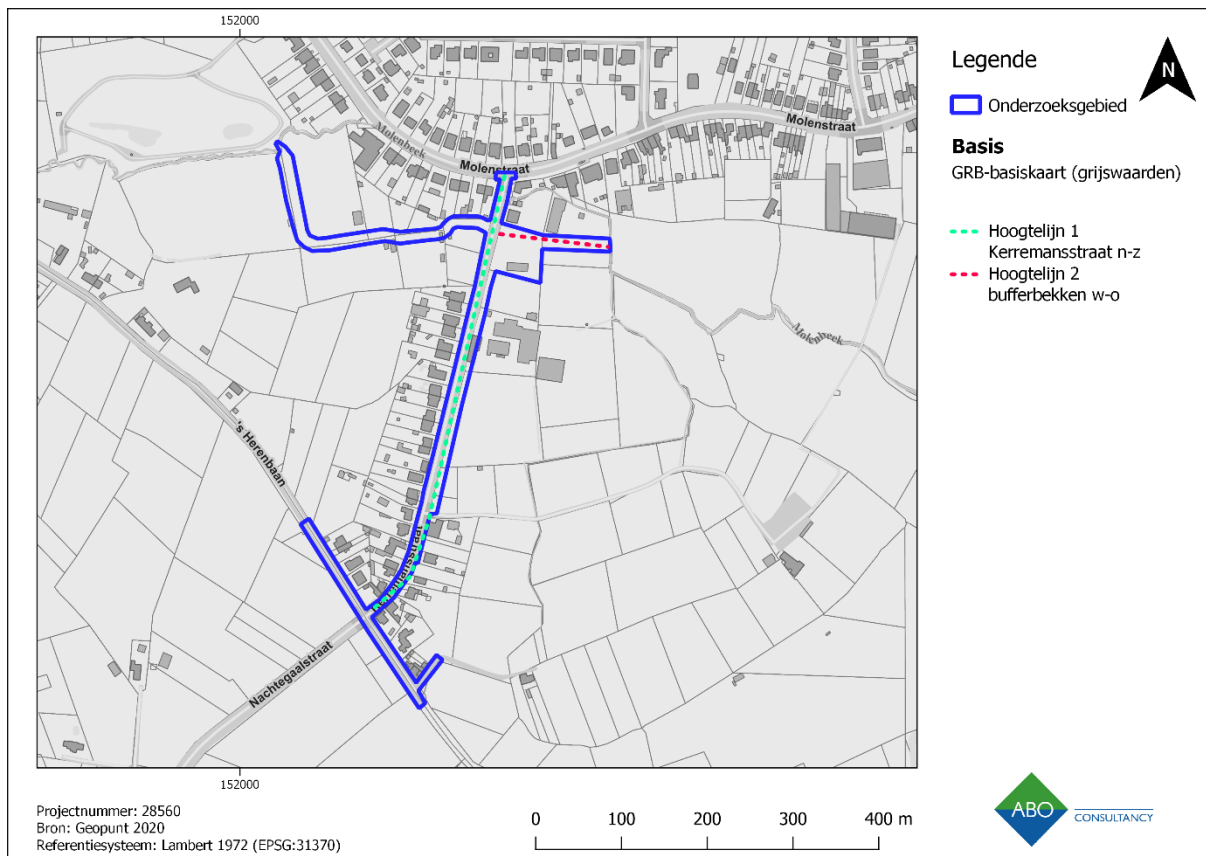 152000
Molenbeek
Molenstraat
Molenstraat
Molenbeek
's Herenbaan
Kerremansstraat
Nachtegaalstraat
152000
Legende
N
Onderzoeksgebied
Basis
GRB-basiskaart (grijswaarden)
Hoogtelijn 1
Kerremansstraat n-z
Hoogtelijn 2
bufferbekken w-o
Projectnummer: 28560
Bron: Geopunt 2020
Referentiesysteem: Lambert 1972 (EPSG:31370)
0 100 200 300 400 m
ABO
CONSULTANCY